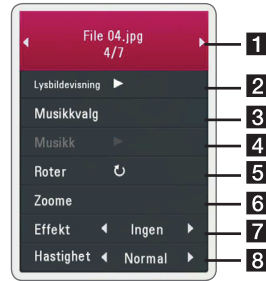 File 04.jpg
4/7
1
Lysbildevisning
2
Musikkvalg
3
Musikk
4
Roter
5
Zoome
6
Effekt Ingen
7
Hastighet Normal
8